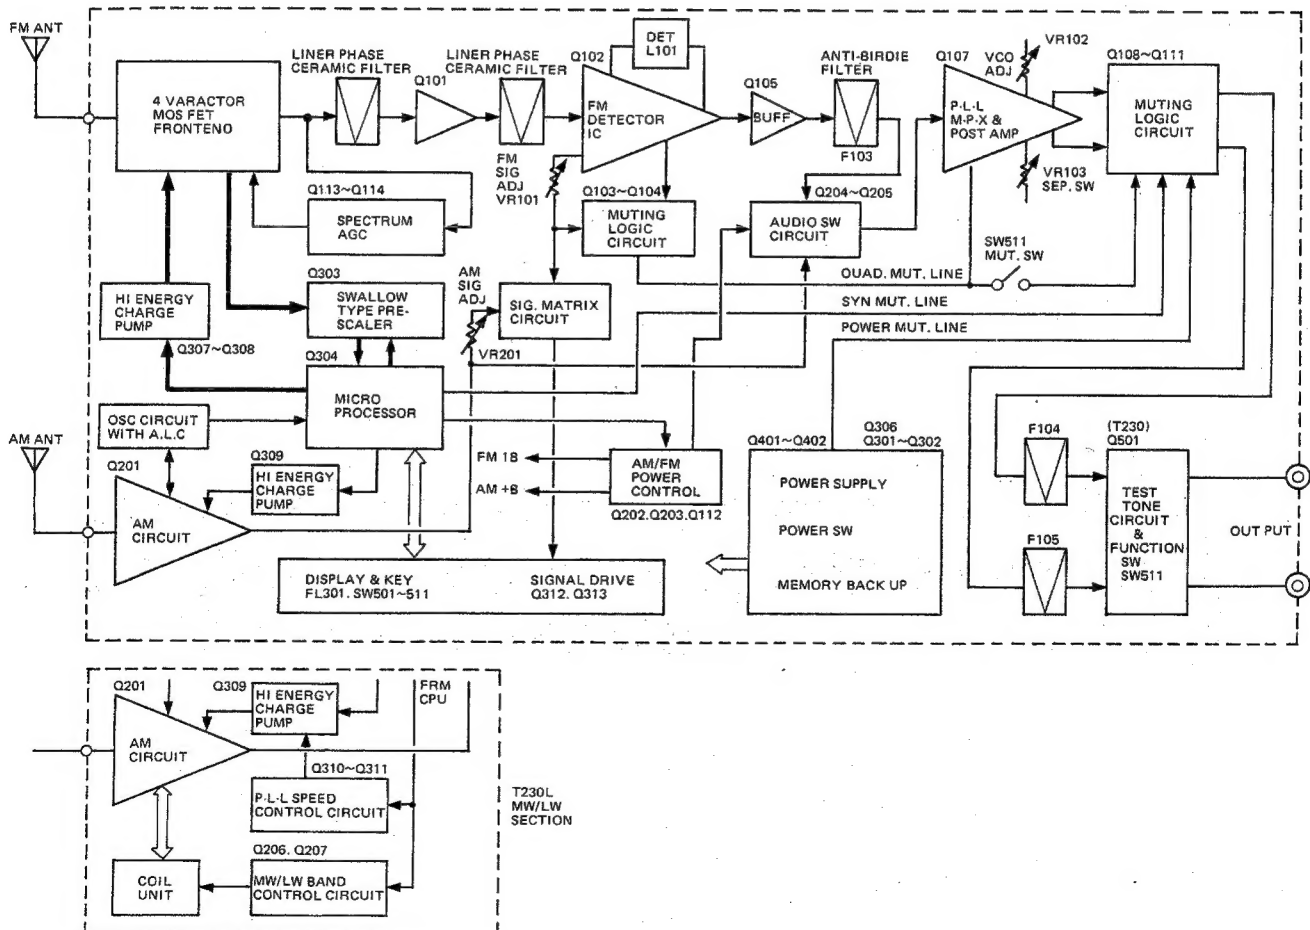 FM ANT
4 VARACTOR
MOS FET
FRONTENO
LINER PHASE
CERAMIC FILTER
Q101
LINER PHASE
CERAMIC FILTER
Q102
DET
L101
FM
DETECTOR
IC
Q105
BUFF
ANTI-BIRDIE
FILTER
F103
Q107
VR102
VCO
ADJ
P-L-L
M-P-X &
POST AMP
VR103
SEP. SW
Q108~Q111
MUTING
LOGIC
CIRCUIT
FM
SIG
ADJ
VR101
Q113~Q114
SPECTRUM
AGC
Q103~Q104
MUTING
LOGIC
CIRCUIT
Q204~Q205
AUDIO SW
CIRCUIT
SW511
MUT. SW
QUAD. MUT. LINE
SYN MUT. LINE
POWER MUT. LINE
HI ENERGY
CHARGE
PUMP
Q307~Q308
Q303
SWALLOW
TYPE PRE-
SCALER
AM
SIG
ADJ
VR201
SIG. MATRIX
CIRCUIT
Q304
MICRO
PROCESSOR
OSC CIRCUIT
WITH A.L.C
AM ANT
Q201
AM
CIRCUIT
Q309
HI ENERGY
CHARGE
PUMP
FM 1B
AM +B
AM/FM
POWER
CONTROL
Q202.Q203.Q112
Q401~Q402
Q306
Q301~Q302
POWER SUPPLY
POWER SW
MEMORY BACK UP
F104
F105
(T230)
Q501
TEST
TONE
CIRCUIT
&
FUNCTION
SW
SW511
OUT PUT
DISPLAY & KEY
FL301. SW501~511
SIGNAL DRIVE
Q312. Q313
Q201
AM
CIRCUIT
Q309
HI ENERGY
CHARGE
PUMP
FRM
CPU
Q310~Q311
P-L-L SPEED
CONTROL CIRCUIT
T230L
MW/LW
SECTION
Q206. Q207
COIL
UNIT
MW/LW BAND
CONTROL CIRCUIT